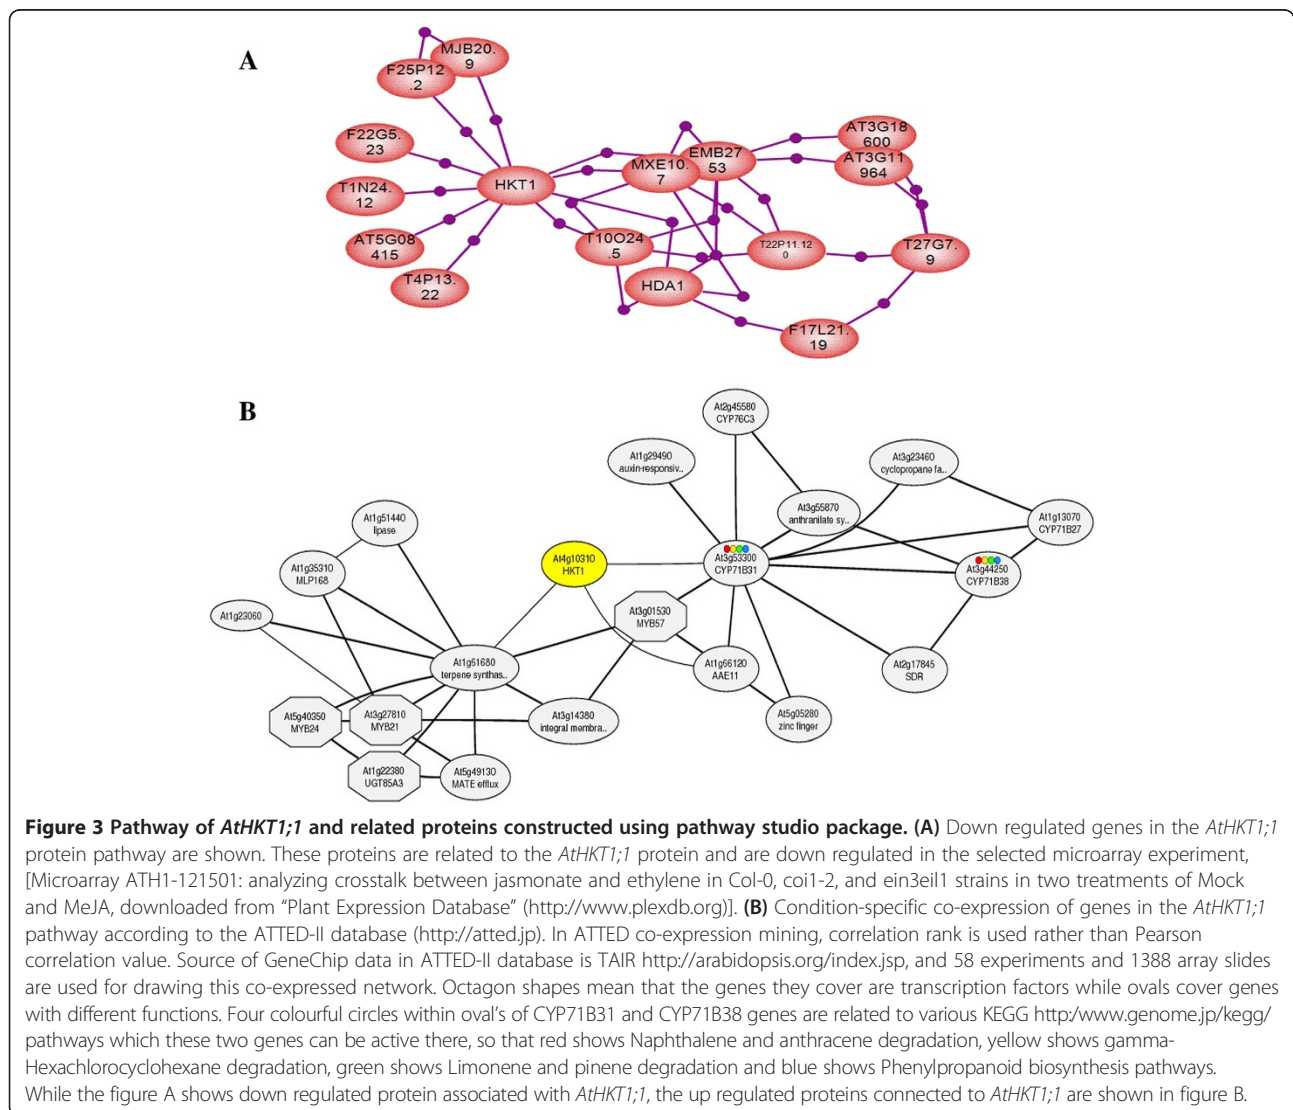 A
MJB20.
9
F25P12
.2
F22G5.
23
T1N24.
12
AT5G08
415
T4P13.
22
HKT1
MXE10.
7
EMB27
53
AT3G18
600
AT3G11
964
T10O24
.5
T22P11.12
0
T27G7.
9
HDA1
F17L21.
19
B
At2g45580
CYP76C3
At1g29490
auxin-responsiv..
At3g23460
cyclopropane fa..
At3g55870
anthranilate sy..
At1g13070
CYP71B27
At1g51440
lipase
At4g10310
HKT1
At3g53300
CYP71B31
At3g44250
CYP71B38
At1g35310
MLP168
At1g23060
At3g01530
MYB57
At1g61680
terpene synthas..
At1g66120
AAE11
At2g17845
SDR
At5g40350
MYB24
At3g27810
MYB21
At3g14380
integral membra..
At5g05280
zinc finger
At1g22380
UGT85A3
At5g49130
MATE efflux
Figure 3 Pathway of AtHKT1;1 and related proteins constructed using pathway studio package. (A) Down regulated genes in the AtHKT1;1
protein pathway are shown. These proteins are related to the AtHKT1;1 protein and are down regulated in the selected microarray experiment,
[Microarray ATH1-121501: analyzing crosstalk between jasmonate and ethylene in Col-0, coi1-2, and ein3eil1 strains in two treatments of Mock
and MeJA, downloaded from “Plant Expression Database” (http://www.plexdb.org)]. (B) Condition-specific co-expression of genes in the AtHKT1;1
pathway according to the ATTED-II database (http://atted.jp). In ATTED co-expression mining, correlation rank is used rather than Pearson
correlation value. Source of GeneChip data in ATTED-II database is TAIR http://arabidopsis.org/index.jsp, and 58 experiments and 1388 array slides
are used for drawing this co-expressed network. Octagon shapes mean that the genes they cover are transcription factors while ovals cover genes
with different functions. Four colourful circles within oval’s of CYP71B31 and CYP71B38 genes are related to various KEGG http:/www.genome.jp/kegg/
pathways which these two genes can be active there, so that red shows Naphthalene and anthracene degradation, yellow shows gamma-
Hexachlorocyclohexane degradation, green shows Limonene and pinene degradation and blue shows Phenylpropanoid biosynthesis pathways.
While the figure A shows down regulated protein associated with AtHKT1;1, the up regulated proteins connected to AtHKT1;1 are shown in figure B.